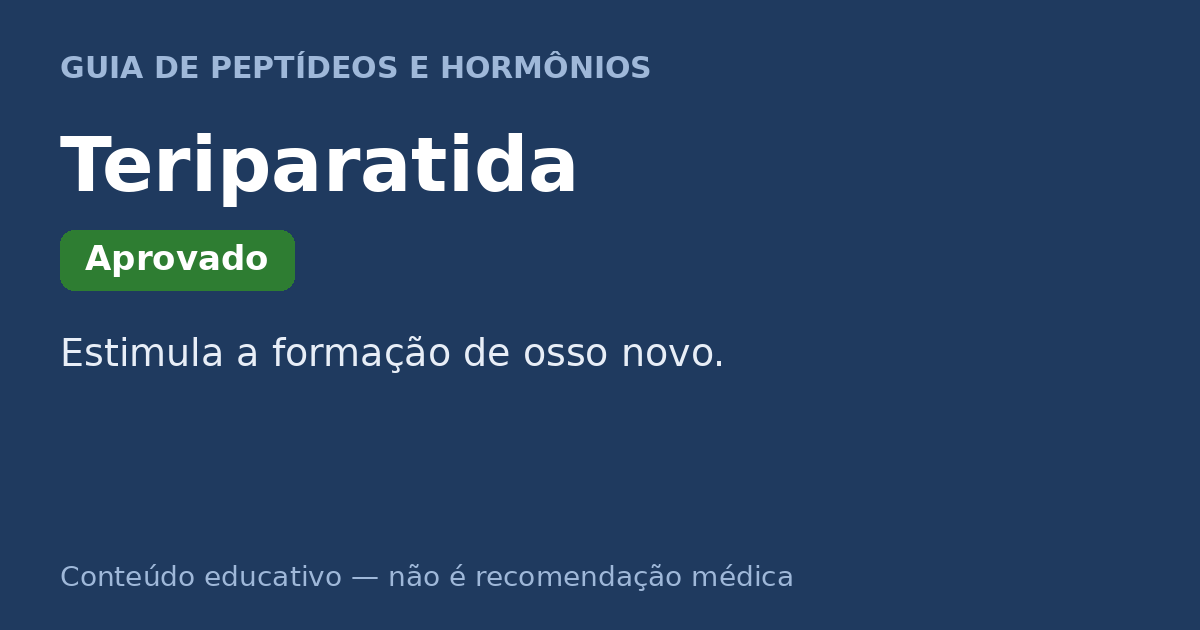 GUIA DE PEPTÍDEOS E HORMÔNIOS
Teriparatida
Aprovado
Estimula a formação de osso novo.
Conteúdo educativo — não é recomendação médica